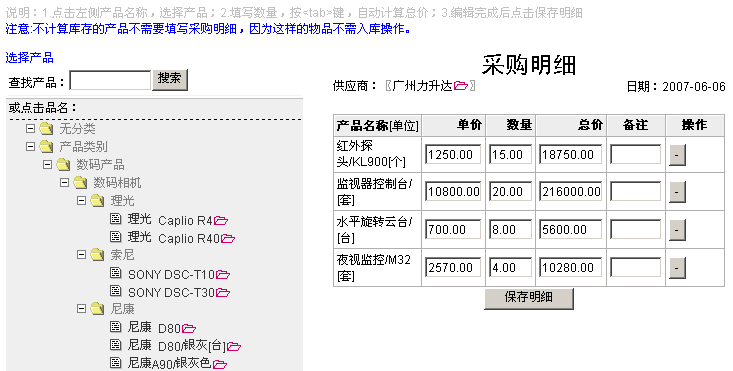 说明：1.点击左侧产品名称，选择产品；2.填写数量，按<tab>键，自动计算总价；3.编辑完成后点击保存明细
注意:不计算库存的产品不需要填写采购明细，因为这样的物品不需入库操作。
选择产品
查找产品： 搜索
或点击品名：
无分类
产品类别
数码产品
数码相机
理光
理光 Caplio R4
理光 Caplio R40
索尼
SONY DSC-T10
SONY DSC-T30
尼康
尼康 D80
尼康 D80/银灰[台]
尼康A90/银灰色
采购明细
供应商：〖广州力升达〗 日期：2007-06-06
产品名称[单位] 单价 数量 总价 备注 操作
红外探
头/KL900[个] 1250.00 15.00 18750.00 -
监视器控制台/
[套] 10800.00 20.00 216000.00 -
水平旋转云台/
[台] 700.00 8.00 5600.00 -
夜视监控/M32
[套] 2570.00 4.00 10280.00 -
保存明细